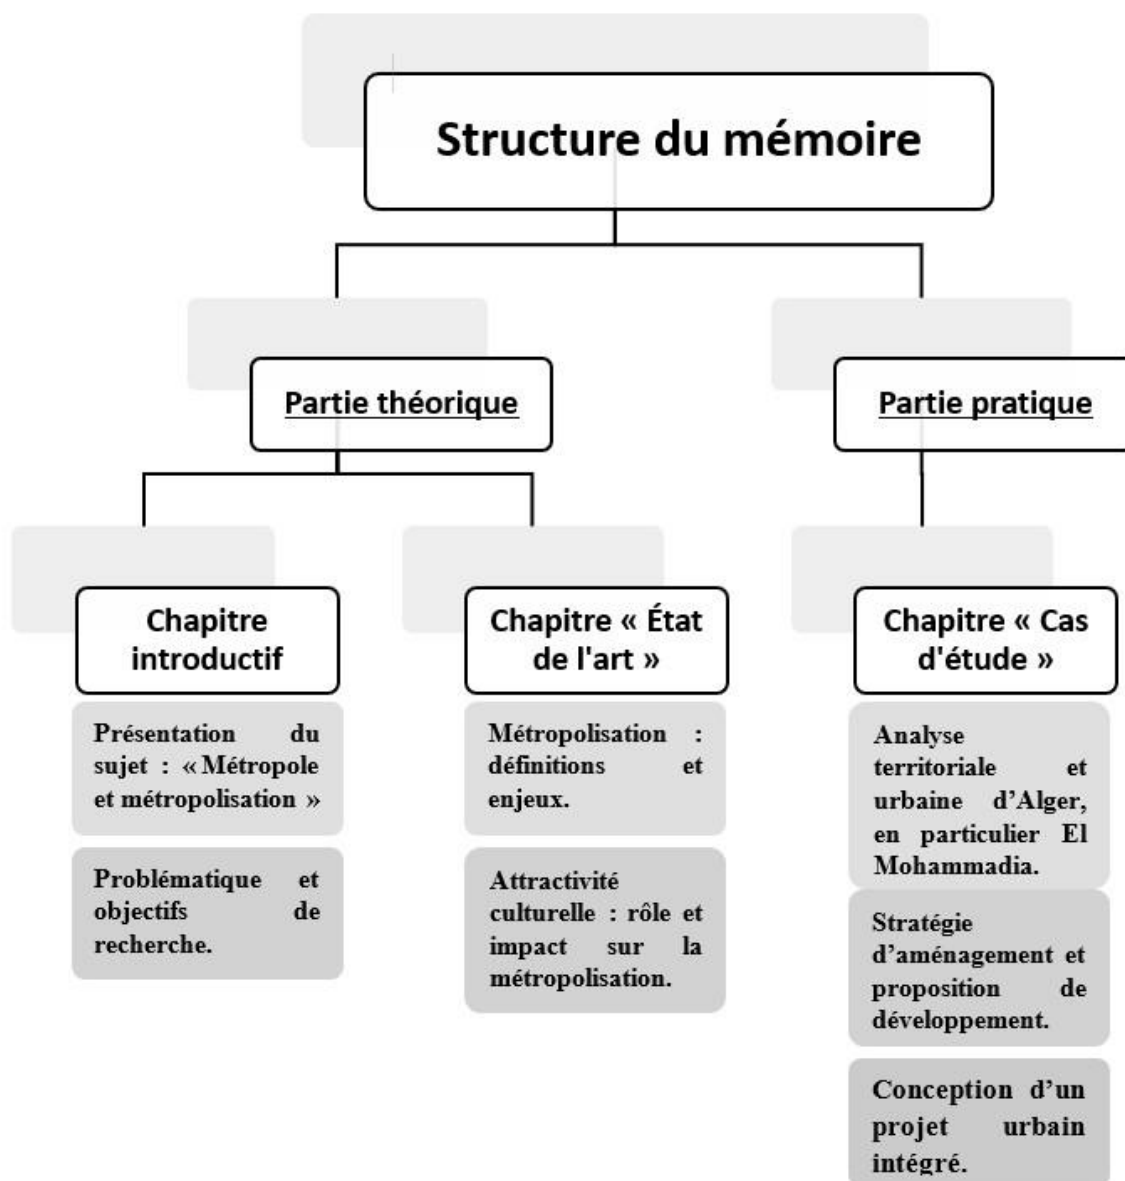 Structure du mémoire
Partie théorique
Partie pratique
Chapitre
introductif
Chapitre « État
de l'art »
Chapitre « Cas
d'étude »
Présentation du
sujet : « Métropole
et métropolisation »
Problématique et
objectifs de
recherche.
Métropolisation :
définitions et
enjeux.
Attractivité
culturelle : rôle et
impact sur la
métropolisation.
Analyse
territoriale et
urbaine d’Alger,
en particulier El
Mohammadia.
Stratégie
d’aménagement et
proposition de
développement.
Conception d’un
projet urbain
intégré.